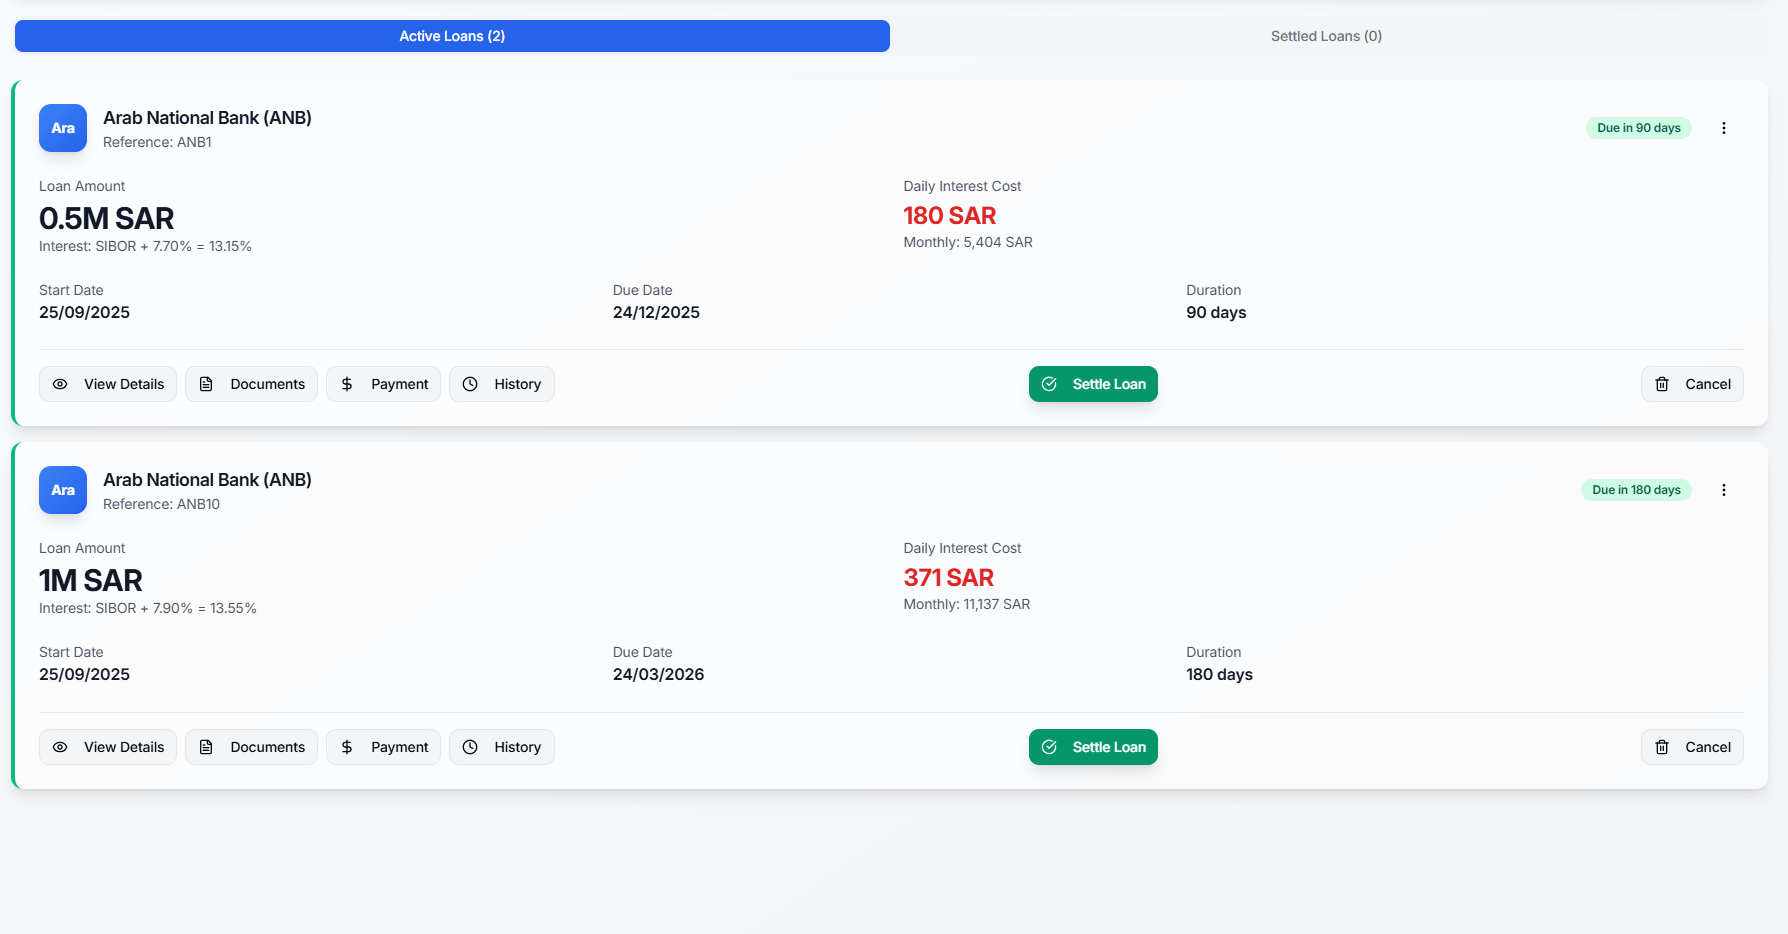 Active Loans (2)
Settled Loans (0)
Ara
Arab National Bank (ANB)
Reference: ANB1
Due in 90 days
Loan Amount
0.5M SAR
Interest: SIBOR + 7.70% = 13.15%
Daily Interest Cost
180 SAR
Monthly: 5,404 SAR
Start Date
25/09/2025
Due Date
24/12/2025
Duration
90 days
View Details
Documents
Payment
History
Settle Loan
Cancel
Ara
Arab National Bank (ANB)
Reference: ANB10
Due in 180 days
Loan Amount
1M SAR
Interest: SIBOR + 7.90% = 13.55%
Daily Interest Cost
371 SAR
Monthly: 11,137 SAR
Start Date
25/09/2025
Due Date
24/03/2026
Duration
180 days
View Details
Documents
Payment
History
Settle Loan
Cancel